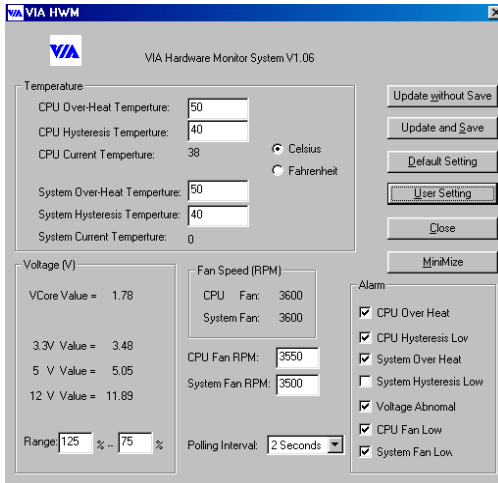 VIA HWM
VIA
VIA Hardware Monitor System V1.06
Temperature
CPU Over-Heat Temperture: 50
CPU Hysteresis Temperture: 40
CPU Current Temperture: 38
Celsius
Fahrenheit
System Over-Heat Temperture: 50
System Hysteresis Temperture: 40
System Current Temperture: 0
Update without Save
Update and Save
Default Setting
User Setting
Close
MiniMize
Voltage (V)
VCore Value = 1.78
3.3V Value = 3.48
5 V Value = 5.05
12 V Value = 11.89
Range: 125 % .. 75 %
Fan Speed (RPM)
CPU Fan: 3600
System Fan: 3600
CPU Fan RPM: 3550
System Fan RPM: 3500
Polling Interval: 2 Seconds
Alarm
CPU Over Heat
CPU Hysteresis Lov
System Over Heat
System Hysteresis Low
Voltage Abnomal
CPU Fan Low
System Fan Low